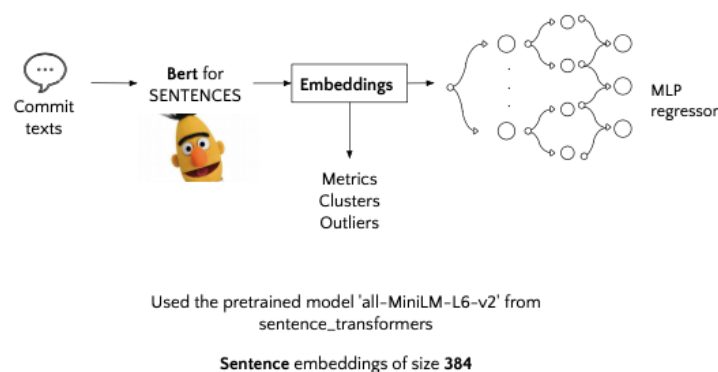 Commit
texts
Bert for
SENTENCES
Embeddings
Metrics
Clusters
Outliers
MLP
regressor
Used the pretrained model 'all-MiniLM-L6-v2' from
sentence_transformers
Sentence embeddings of size 384